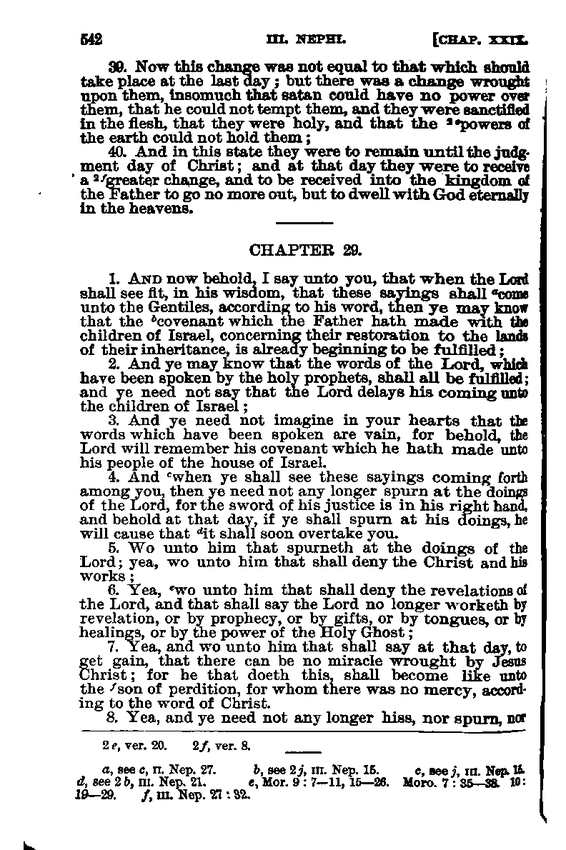 542 III. NEPHI. [CHAP. XXIX.
39. Now this change was not equal to that which should
take place at the last day; but there was a change wrought
upon them, insomuch that satan could have no power over
them, that he could not tempt them, and they were sanctified
in the flesh, that they were holy, and that the 2epowers of
the earth could not hold them;
40. And in this state they were to remain until the judg-
ment day of Christ; and at that day they were to receive
a 2fgreater change, and to be received into the kingdom of
the Father to go no more out, but to dwell with God eternally
in the heavens.
CHAPTER 29.
1. AND now behold, I say unto you, that when the Lord
shall see fit, in his wisdom, that these sayings shall acome
unto the Gentiles, according to his word, then ye may know
that the bcovenant which the Father hath made with the
children of Israel, concerning their restoration to the lands
of their inheritance, is already beginning to be fulfilled;
2. And ye may know that the words of the Lord, which
have been spoken by the holy prophets, shall all be fulfilled;
and ye need not say that the Lord delays his coming unto
the children of Israel;
3. And ye need not imagine in your hearts that the
words which have been spoken are vain, for behold, the
Lord will remember his covenant which he hath made unto
his people of the house of Israel.
4. And cwhen ye shall see these sayings coming forth
among you, then ye need not any longer spurn at the doings
of the Lord, for the sword of his justice is in his right hand,
and behold at that day, if ye shall spurn at his doings, he
will cause that dit shall soon overtake you.
5. Wo unto him that spurneth at the doings of the
Lord; yea, wo unto him that shall deny the Christ and his
works;
6. Yea, ewo unto him that shall deny the revelations of
the Lord, and that shall say the Lord no longer worketh by
revelation, or by prophecy, or by gifts, or by tongues, or by
healings, or by the power of the Holy Ghost;
7. Yea, and wo unto him that shall say at that day, to
get gain, that there can be no miracle wrought by Jesus
Christ; for he that doeth this, shall become like unto
the fson of perdition, for whom there was no mercy, accord-
ing to the word of Christ.
8. Yea, and ye need not any longer hiss, nor spurn, nor
2 e, ver. 20. 2 f, ver. 8.
a, see c, II. Nep. 27. b, see 2 j, III. Nep. 15. c, see j, III. Nep. 15.
d, see 2 b, III. Nep. 21. e, Mor. 9 : 7—11, 15—26. Moro. 7 : 35—38. 10:
19—29. f, III. Nep. 27 : 32.